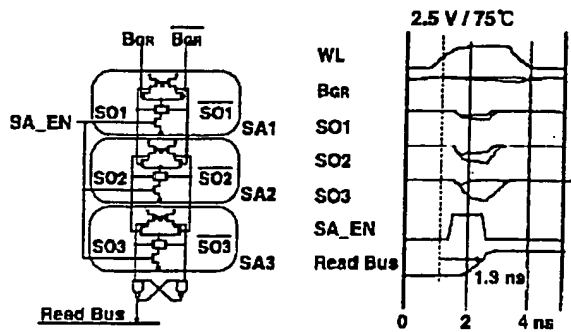 BGR BGR
SO1 SO1
SA_EN
SA1
SO2 SO2
SA2
SO3 SO3
SA3
Read Bus
2.5 V / 75℃
WL
BGR
SO1
SO2
SO3
SA_EN
Read Bus
1.3 ns
0 2 4 ns